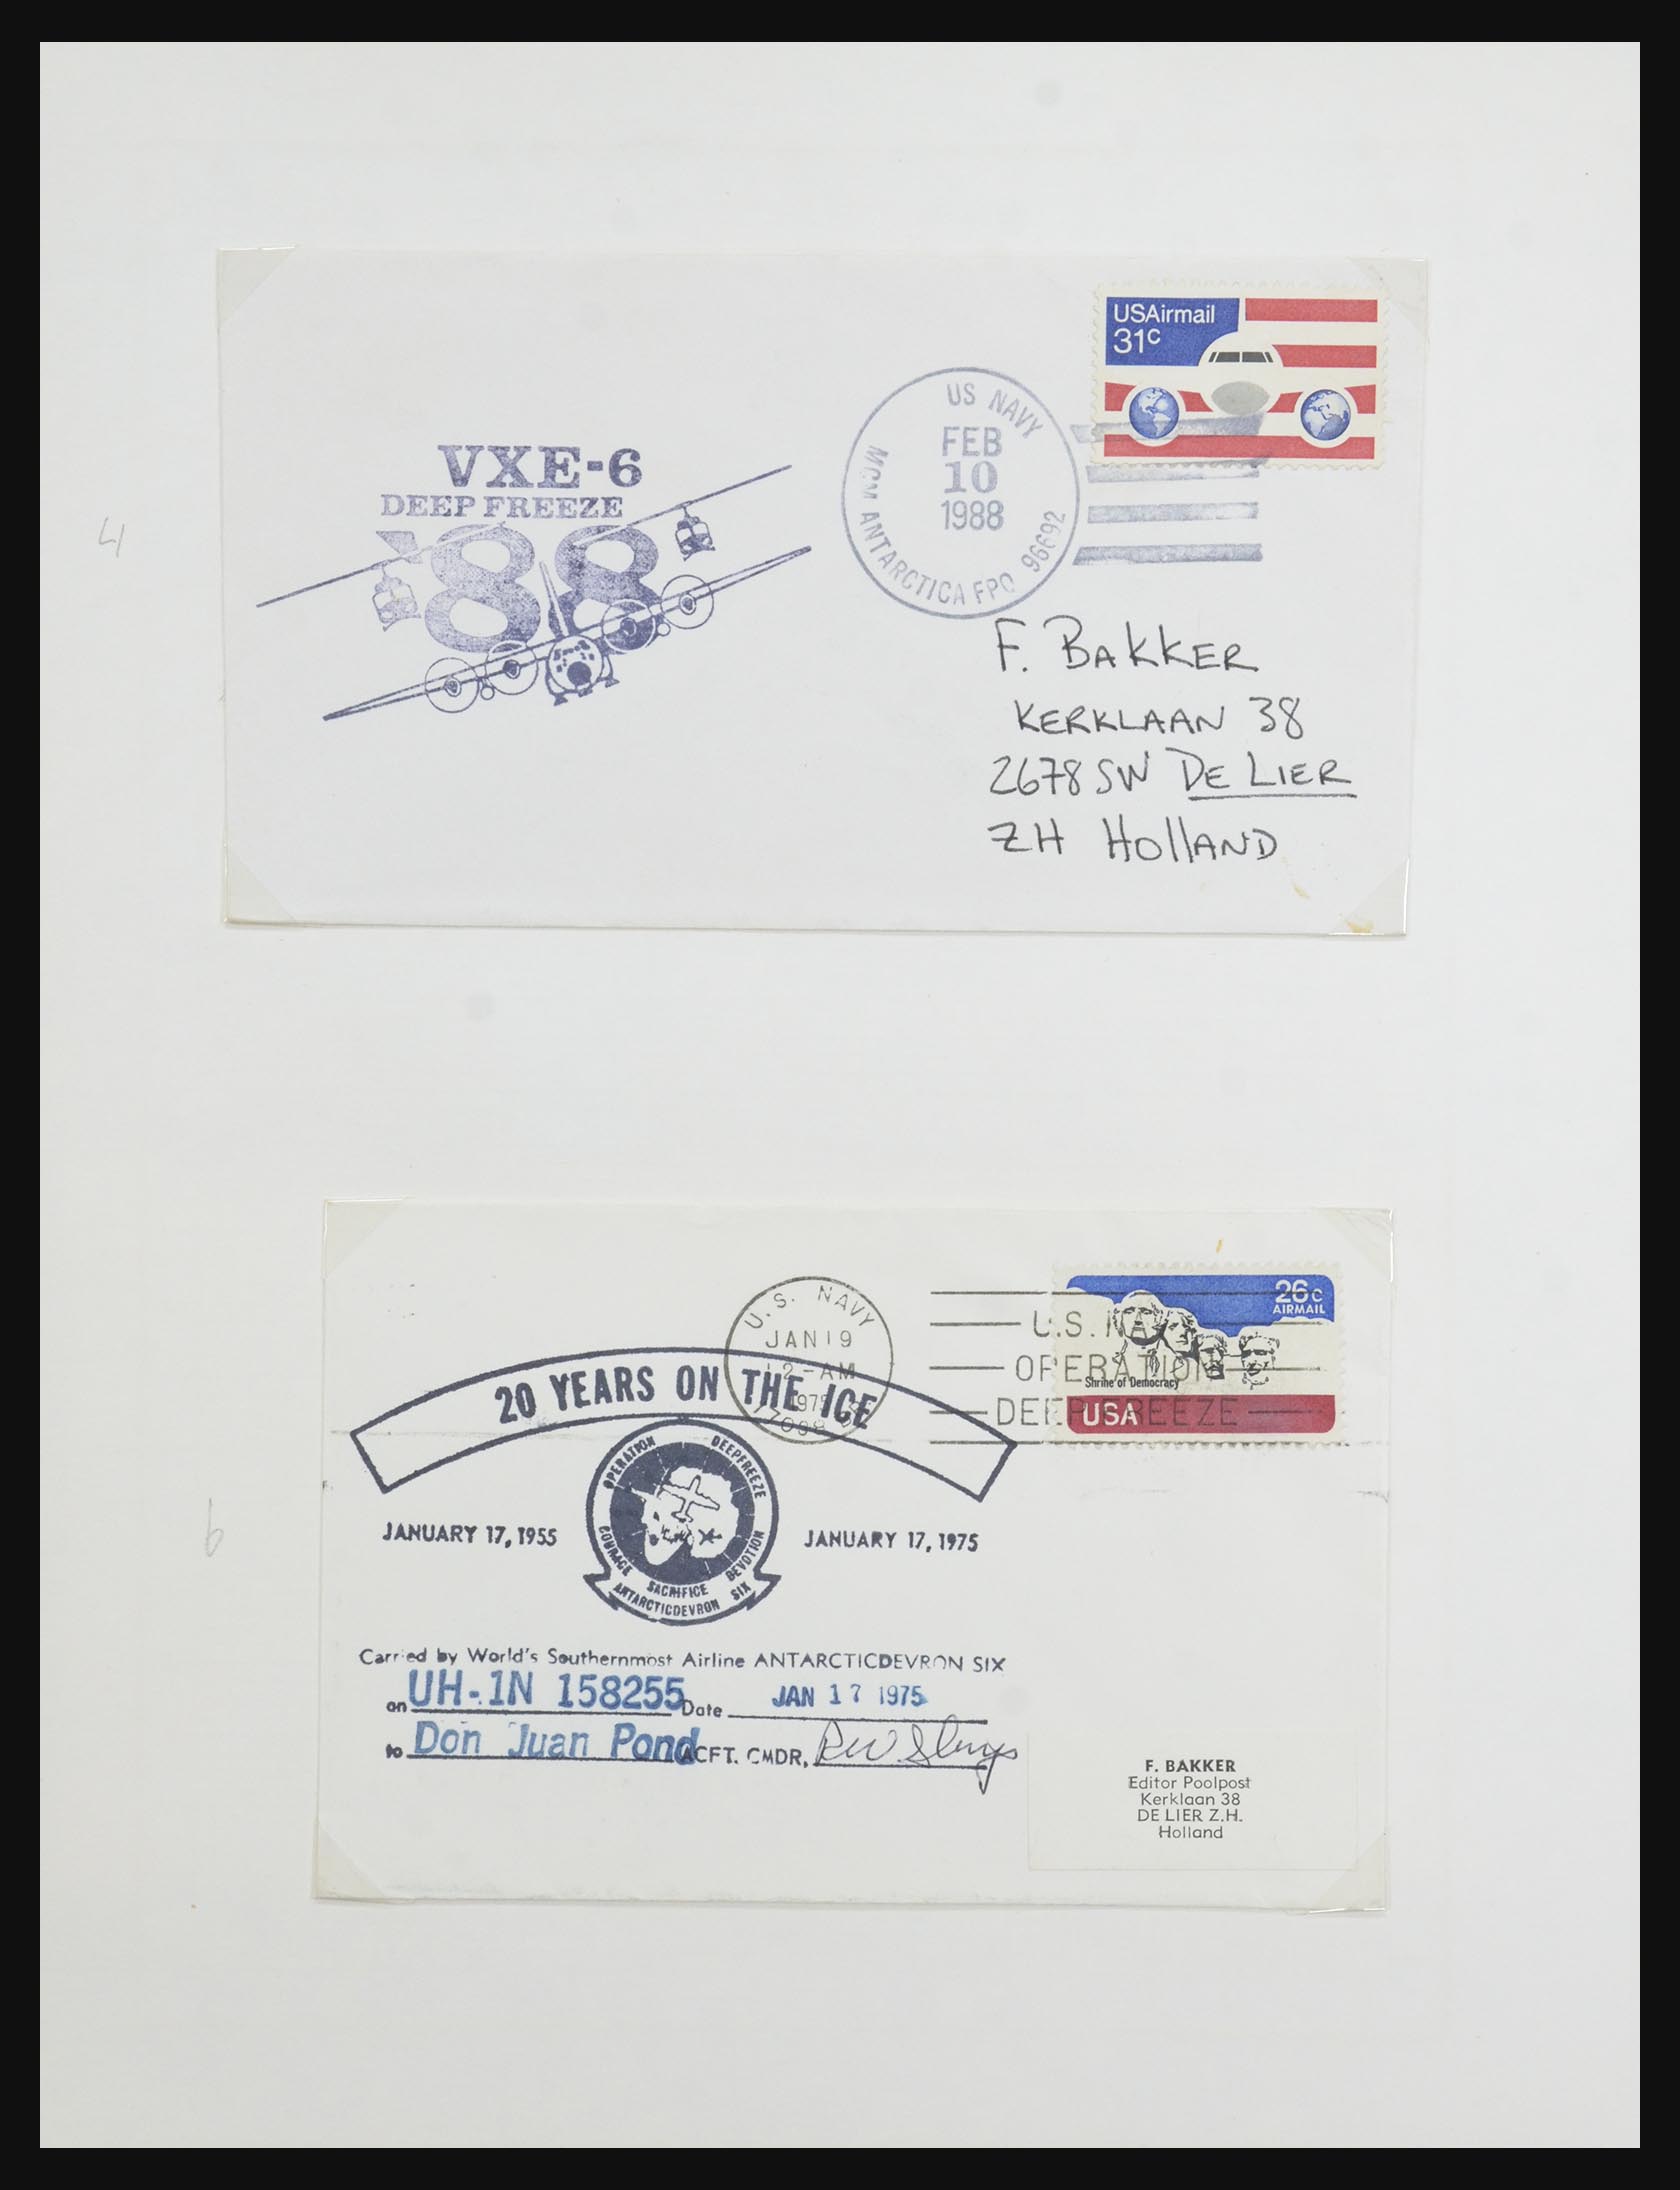 USAirmail
31c
US NAVY
FEB
10
1988
MCM ANTARCTICA FPO 96692
VXE-6
DEEP FREEZE
'88
4
F. BAKKER
KERKLAAN 38
2678 SW DE LIER
ZH HOLLAND
26c
AIRMAIL
Shrine of Democracy
USA
U.S. NAVY
JAN 19
12-AM
1975
U.S. NA
OPERATION
DEEP FREEZE
20 YEARS ON THE ICE
OPERATION DEEPFREEZE
COURAGE SACRIFICE DEVOTION
ANTARCTICDEVRON SIX
JANUARY 17, 1955
JANUARY 17, 1975
6
Carried by World's Southernmost Airline ANTARCTICDEVRON SIX
on UH-1N 158255 Date JAN 17 1975
to Don Juan Pond ACFT. CMDR.
F. BAKKER
Editor Poolpost
Kerklaan 38
DE LIER Z.H.
Holland